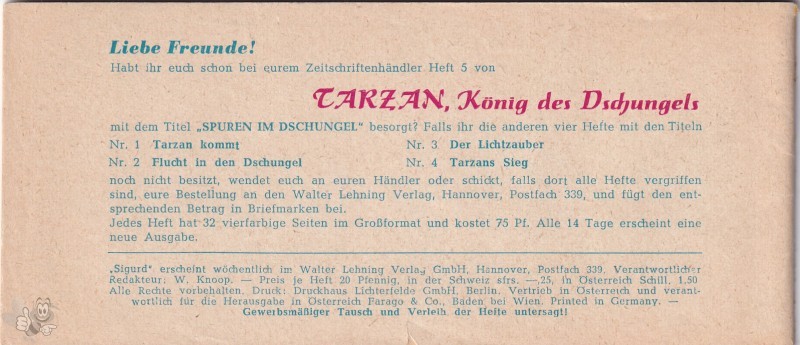 Liebe Freunde!
Habt ihr euch schon bei eurem Zeitschriftenhändler Heft 5 von
TARZAN, König des Dschungels
mit dem Titel „SPUREN IM DSCHUNGEL" besorgt? Falls ihr die anderen vier Hefte mit den Titeln
Nr. 1 Tarzan kommt Nr. 3 Der Lichtzauber
Nr. 2 Flucht in den Dschungel Nr. 4 Tarzans Sieg
noch nicht besitzt, wendet euch an euren Händler oder schickt, falls dort alle Hefte vergriffen
sind, eure Bestellung an den Walter Lehning Verlag, Hannover, Postfach 339, und fügt den ent-
sprechenden Betrag in Briefmarken bei.
Jedes Heft hat 32 vierfarbige Seiten im Großformat und kostet 75 Pf. Alle 14 Tage erscheint eine
neue Ausgabe.
„Sigurd" erscheint wöchentlich im Walter Lehning Verlag GmbH, Hannover, Postfach 339. Verantwortlicher
Redakteur: W. Knoop. — Preis je Heft 20 Pfennig, in der Schweiz sfrs. —,25, in Österreich Schill. 1,50
Alle Rechte vorbehalten. Druck: Druckhaus Lichterfelde GmbH. Berlin. Vertrieb in Österreich und verant-
wortlich für die Herausgabe in Österreich Farago & Co., Baden bei Wien. Printed in Germany. —
Gewerbsmäßiger Tausch und Verleih der Hefte untersagt!